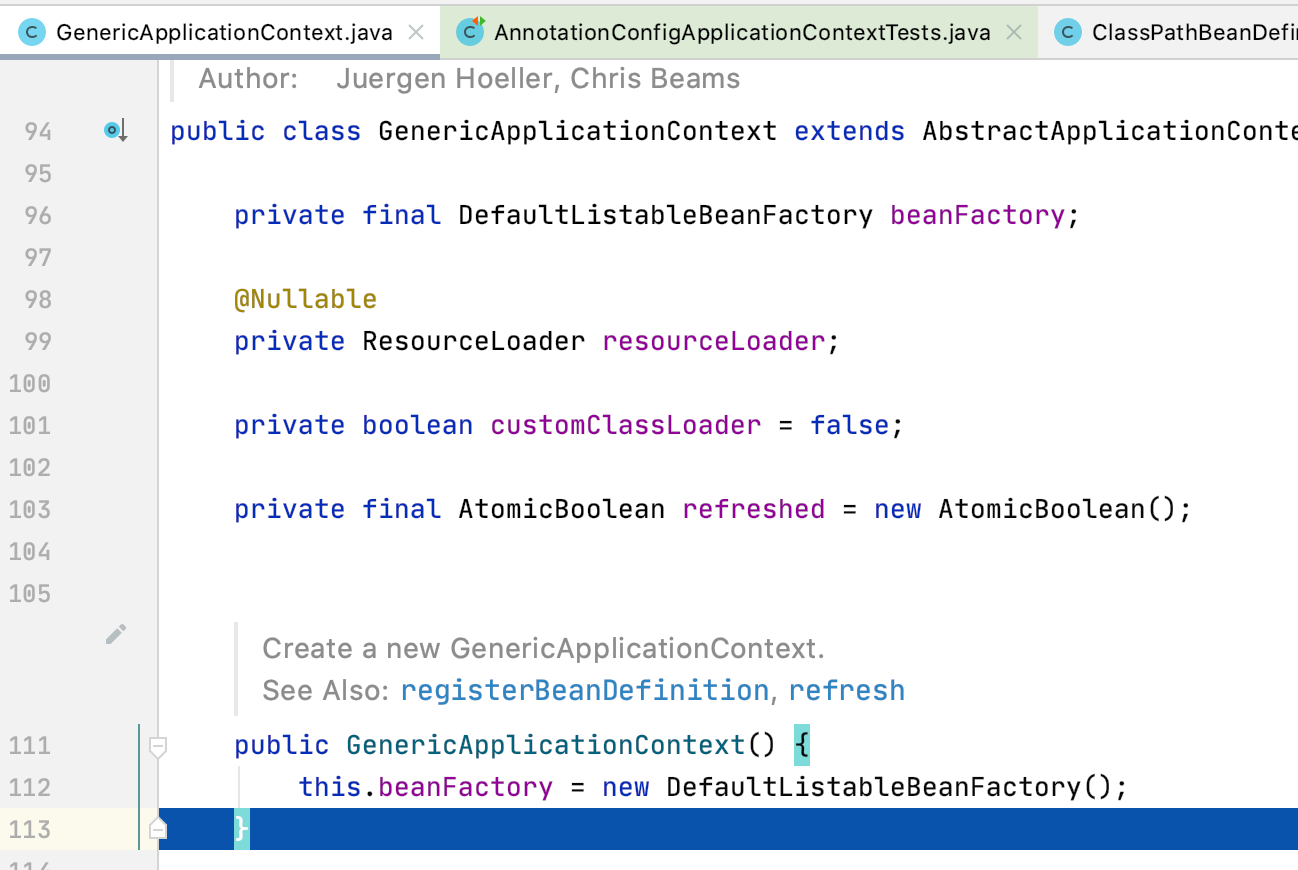 GenericApplicationContext.java
AnnotationConfigApplicationContextTests.java
Author: Juergen Hoeller, Chris Beams
94 public class GenericApplicationContext extends
95
96 private final DefaultListableBeanFactory beanFactory;
97
98 @Nullable
99 private ResourceLoader resourceLoader;
100
101 private boolean customClassLoader = false;
102
103 private final AtomicBoolean refreshed = new AtomicBoolean();
104
105
Create a new GenericApplicationContext.
See Also: registerBeanDefinition, refresh
111 public GenericApplicationContext() {
112 this.beanFactory = new DefaultListableBeanFactory();
113 }